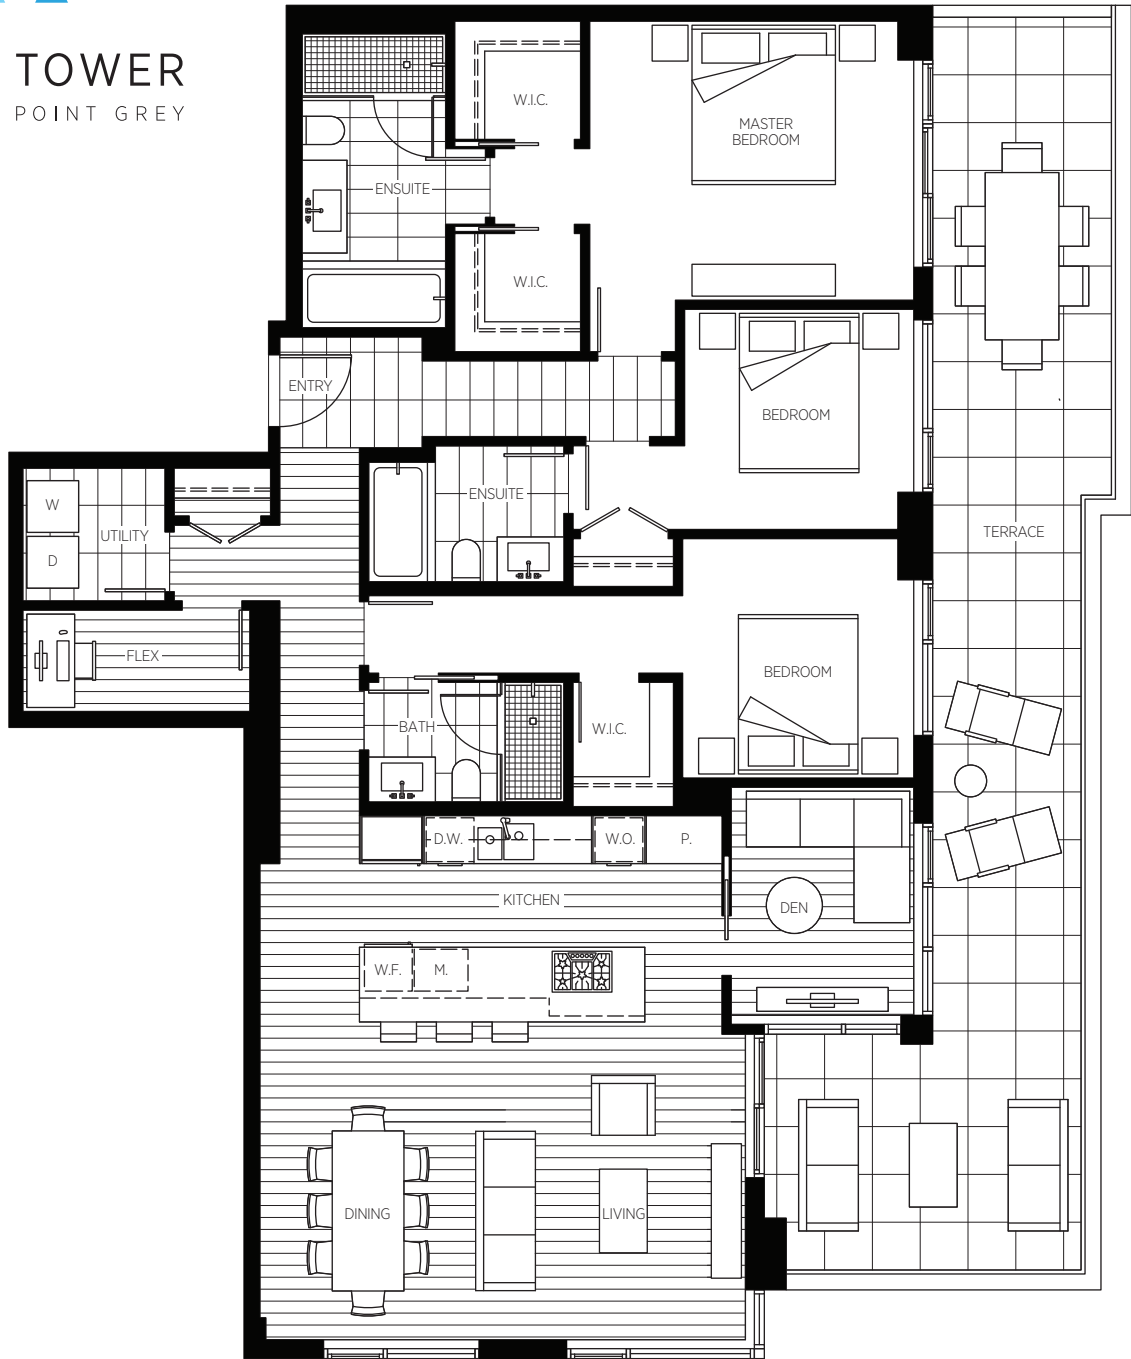 TOWER
POINT GREY
W.I.C.
MASTER
BEDROOM
ENSUITE
W.I.C.
ENTRY
BEDROOM
W
ENSUITE
UTILITY
TERRACE
D
FLEX
BEDROOM
BATH
W.I.C.
D.W.
W.O.
P.
KITCHEN
DEN
W.F.
M.
DINING
LIVING